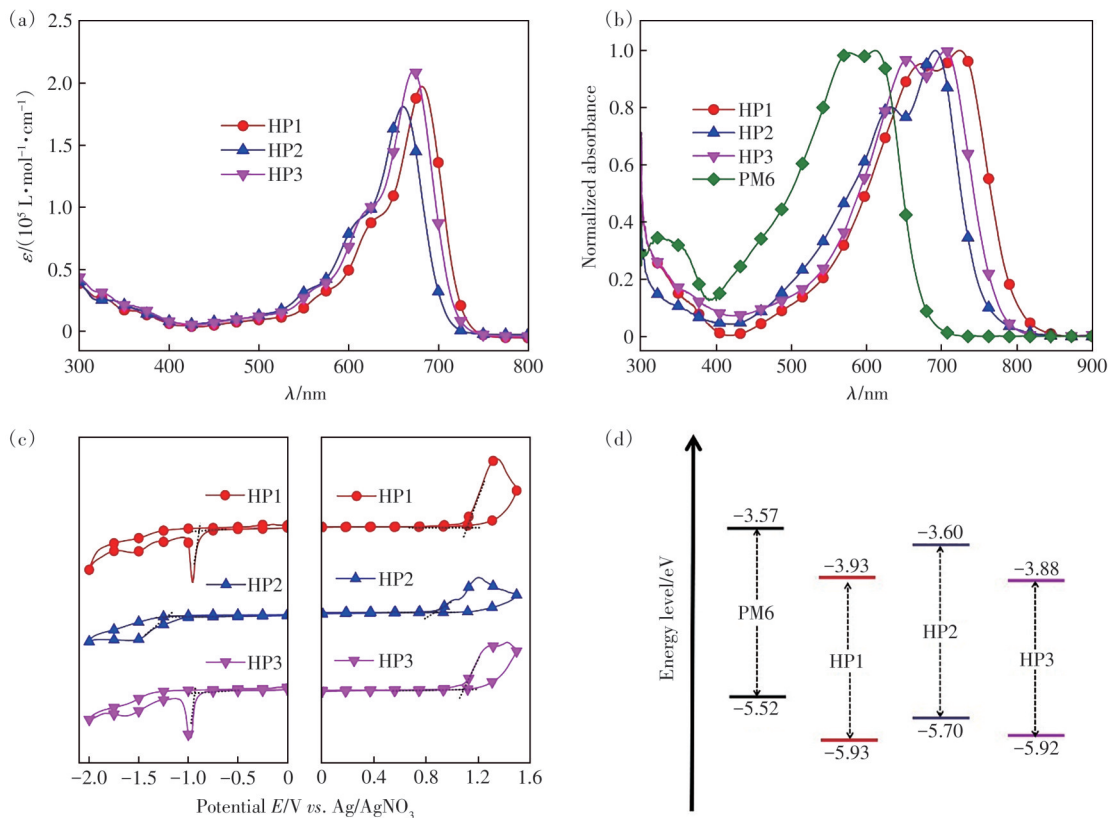 (a)
2.5
2.0
1.5
1.0
0.5
0
ε/(10⁵ L·mol⁻¹·cm⁻¹)
HP1
HP2
HP3
300 400 500 600 700 800
λ/nm
(b)
1.0
0.8
0.6
0.4
0.2
0
Normalized absorbance
HP1
HP2
HP3
PM6
300 400 500 600 700 800 900
λ/nm
(c)
HP1
HP2
HP3
HP1
HP2
HP3
−2.0 −1.5 −1.0 −0.5 0
0 0.4 0.8 1.2 1.6
Potential E/V vs. Ag/AgNO₃
(d)
Energy level/eV
−3.57
PM6
−5.52
−3.93
HP1
−5.93
−3.60
HP2
−5.70
−3.88
HP3
−5.92